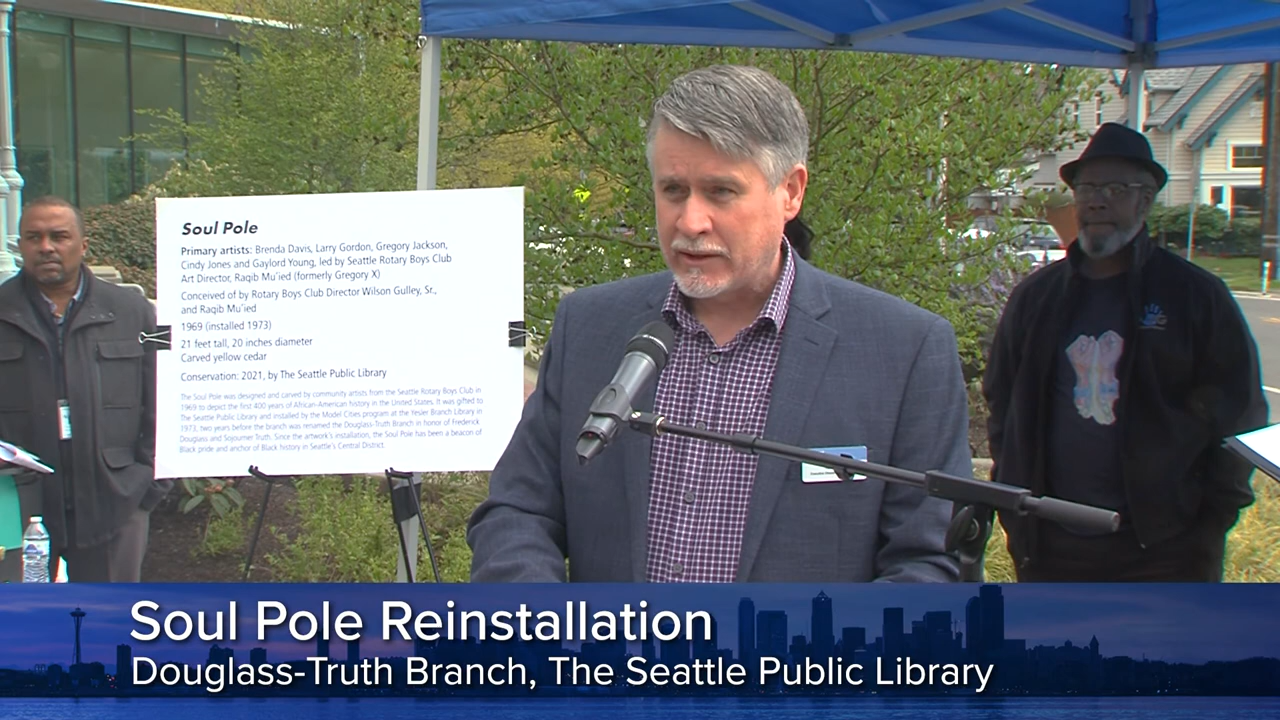 Soul Pole
Primary artists: Brenda Davis, Larry Gordon, Gregory Jackson,
Cindy Jones and Gaylord Young, led by Seattle Rotary Boys Club
Art Director, Raqib Mu'ied (formerly Gregory X)
Conceived of by Rotary Boys Club Director Wilson Gulley, Sr.,
and Raqib Mu'ied
1969 (installed 1973)
21 feet tall, 20 inches diameter
Carved yellow cedar
Conservation: 2021, by The Seattle Public Library
The Soul Pole was designed and carved by community artists from the Seattle Rotary Boys Club in
1969 to depict the first 400 years of African-American history in the United States. It was gifted to
The Seattle Public Library and installed by the Model Cities program at the Yesler Branch Library in
1973, two years before the branch was renamed the Douglass-Truth Branch in honor of Frederick
Douglass and Sojourner Truth. Since the artwork's installation, the Soul Pole has been a beacon of
Black pride and anchor of Black history in Seattle's Central District.
Soul Pole Reinstallation
Douglass-Truth Branch, The Seattle Public Library